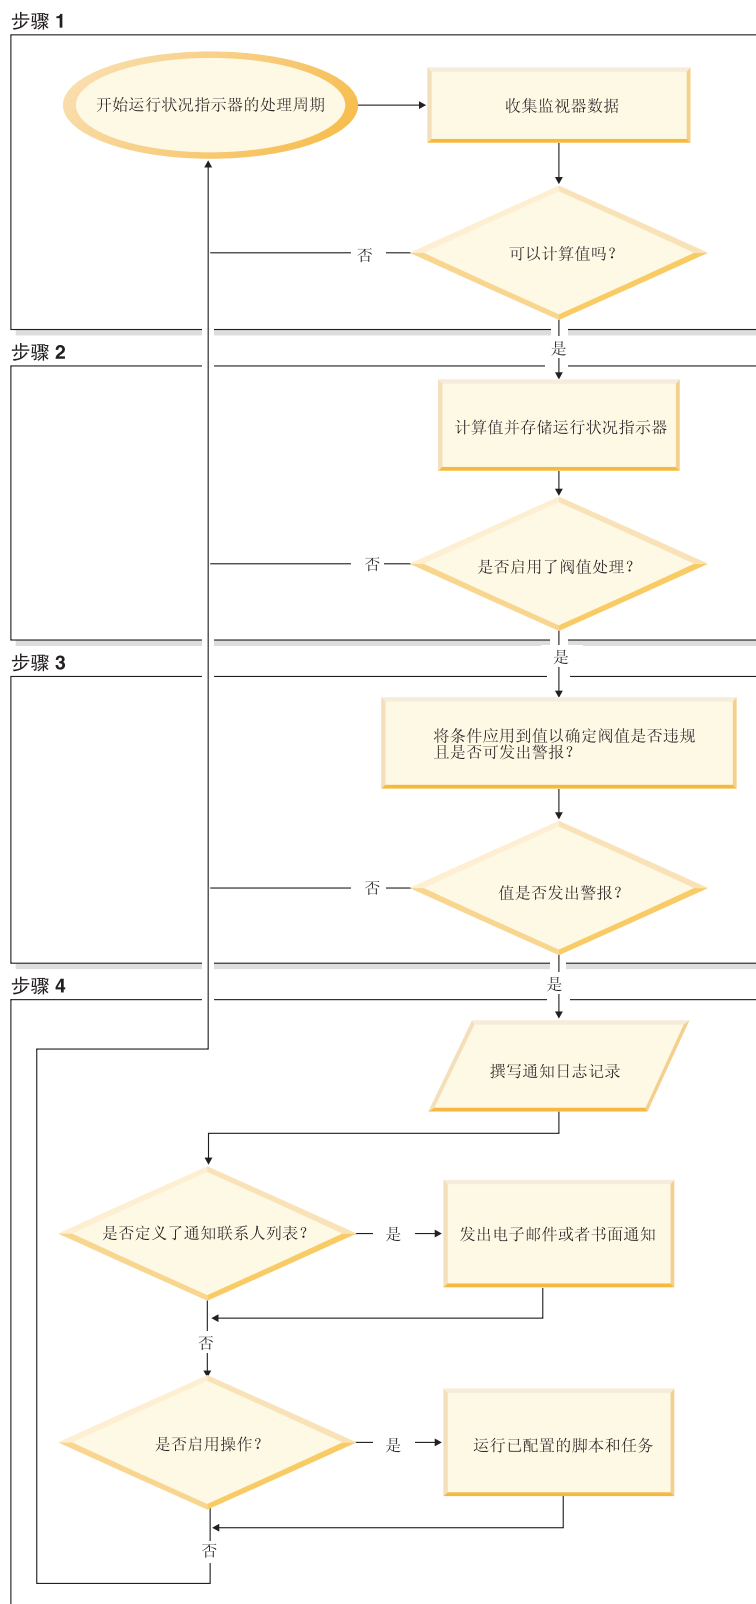 步骤 1
开始运行状况指示器的处理周期
收集监视器数据
可以计算值吗？
否
是
步骤 2
计算值并存储运行状况指示器
是否启用了阀值处理？
否
是
步骤 3
将条件应用到值以确定阀值是否违规
且是否可发出警报？
值是否发出警报？
否
是
步骤 4
撰写通知日志记录
是否定义了通知联系人列表？
是
发出电子邮件或者书面通知
否
是否启用操作？
是
运行已配置的脚本和任务
否